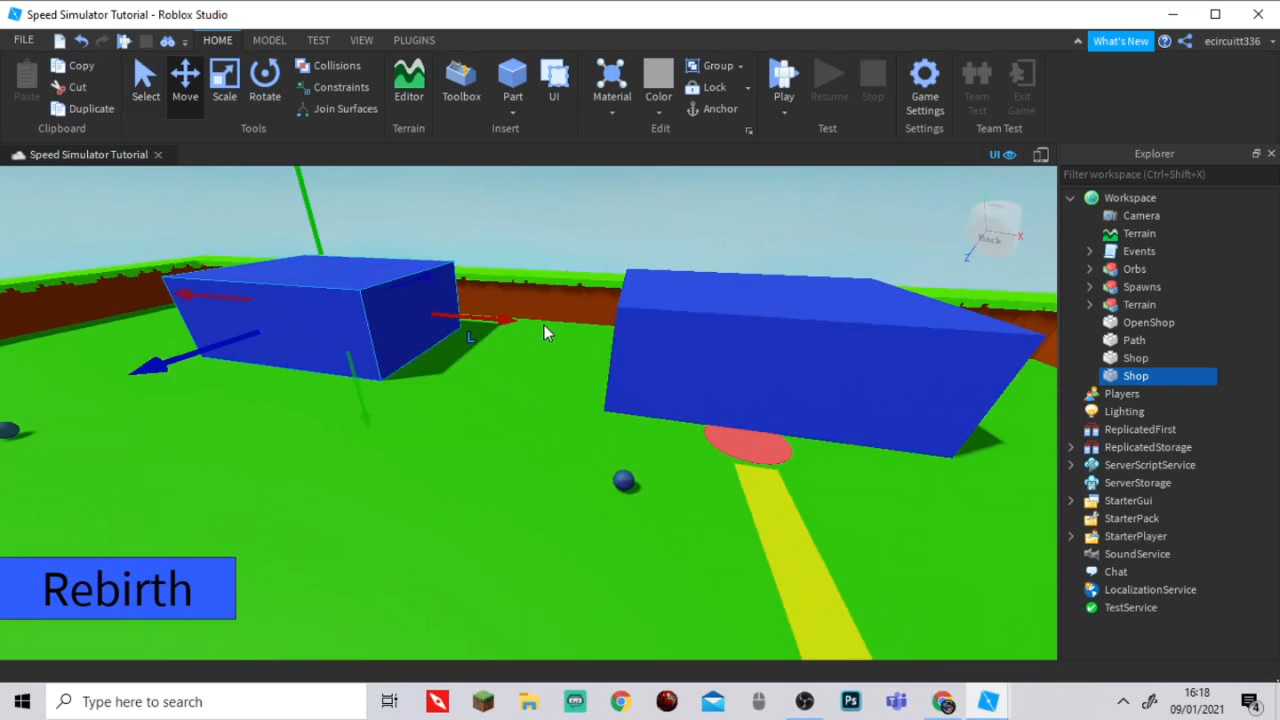 Speed Simulator Tutorial - Roblox Studio
FILE
HOME
MODEL
TEST
VIEW
PLUGINS
What's New
ecircuitt336
Paste
Copy
Cut
Duplicate
Clipboard
Select
Move
Scale
Rotate
Collisions
Constraints
Join Surfaces
Tools
Editor
Terrain
Toolbox
Part
UI
Insert
Material
Color
Group
Lock
Anchor
Edit
Play
Resume
Stop
Test
Game
Settings
Settings
Team
Test
Exit
Game
Team Test
Speed Simulator Tutorial
UI
Back
X
Z
L
Rebirth
Explorer
Filter workspace (Ctrl+Shift+X)
Workspace
Camera
Terrain
Events
Orbs
Spawns
Terrain
OpenShop
Path
Shop
Shop
Players
Lighting
ReplicatedFirst
ReplicatedStorage
ServerScriptService
ServerStorage
StarterGui
StarterPack
StarterPlayer
SoundService
Chat
LocalizationService
TestService
Type here to search
Ps
16:18
09/01/2021
4